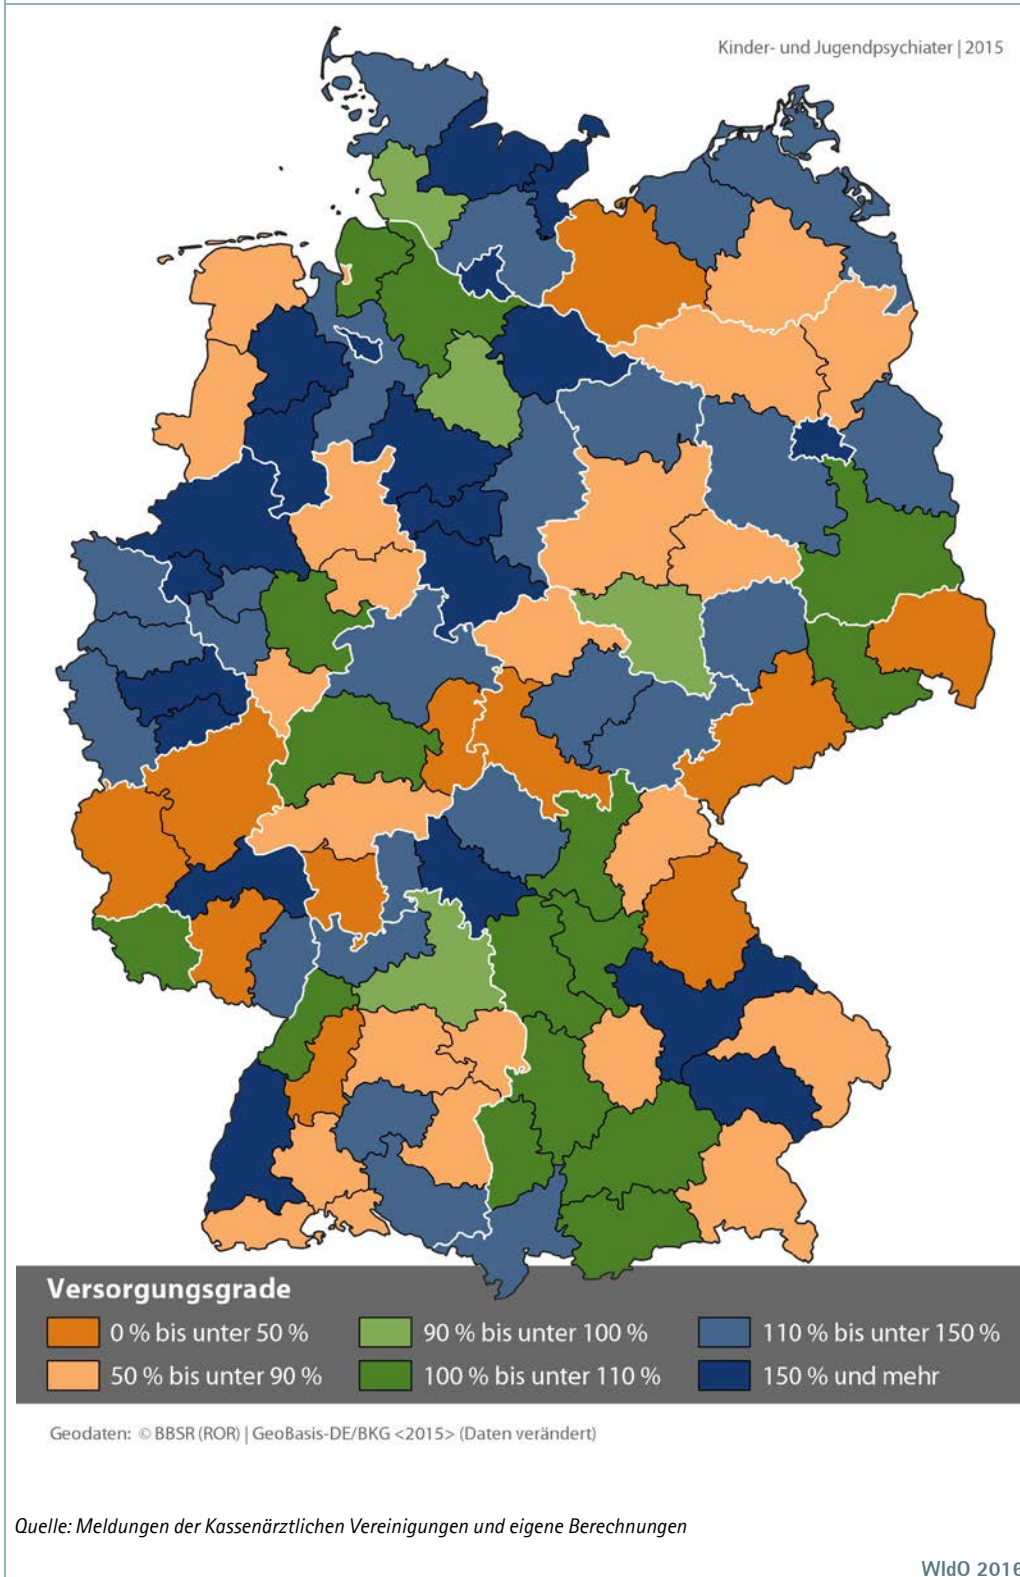 Kinder- und Jugendpsychiater | 2015
Versorgungsgrade
0 % bis unter 50 %
90 % bis unter 100 %
110 % bis unter 150 %
50 % bis unter 90 %
100 % bis unter 110 %
150 % und mehr
Geodaten: © BBSR (ROR) | GeoBasis-DE/BKG <2015> (Daten verändert)
Quelle: Meldungen der Kassenärztlichen Vereinigungen und eigene Berechnungen
WIdO 2016